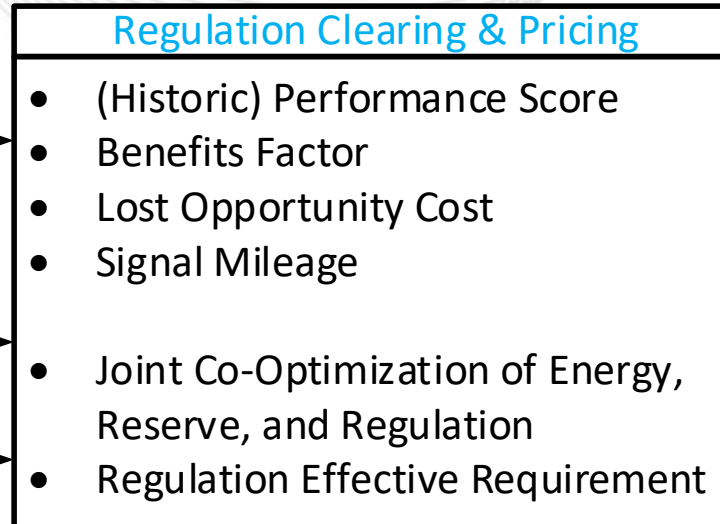 Regulation Clearing & Pricing
• (Historic) Performance Score
• Benefits Factor
• Lost Opportunity Cost
• Signal Mileage
• Joint Co-Optimization of Energy,
Reserve, and Regulation
• Regulation Effective Requirement